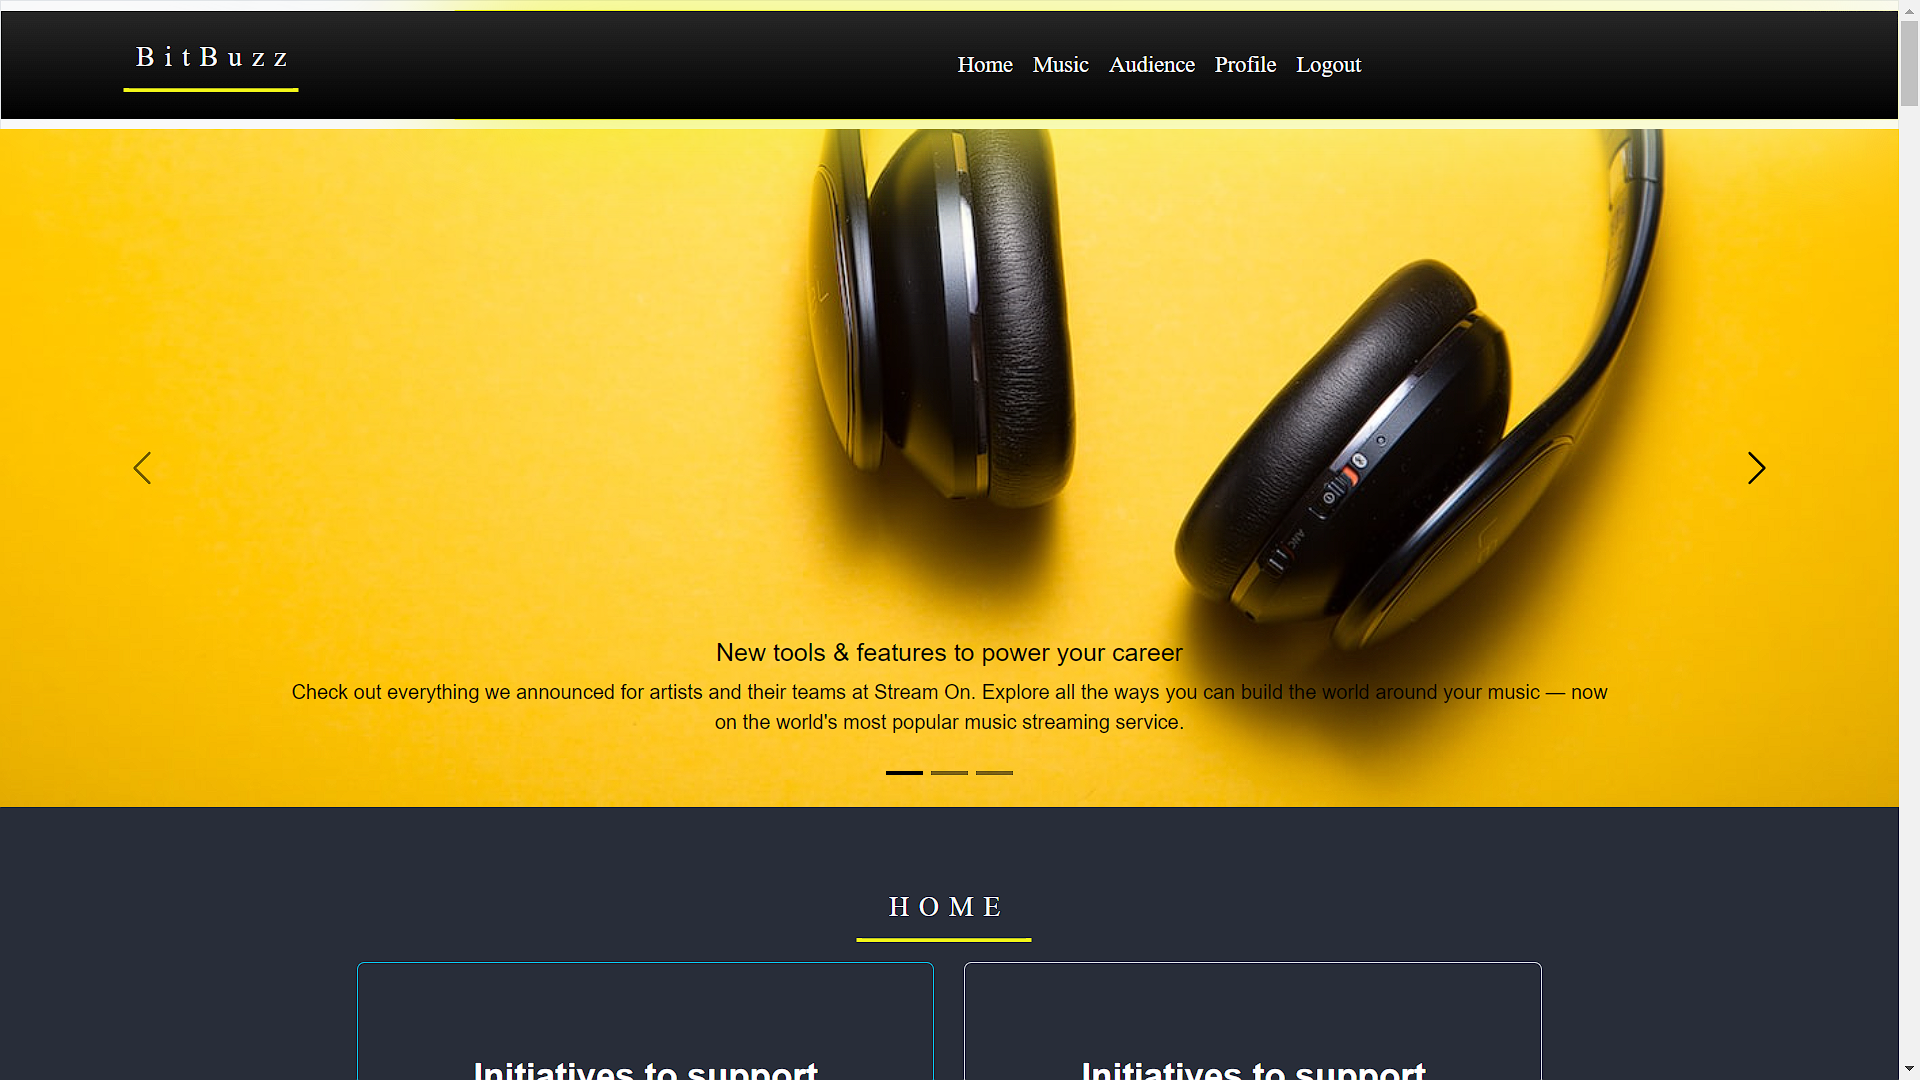 BitBuzz
Home Music Audience Profile Logout
New tools & features to power your career
Check out everything we announced for artists and their teams at Stream On. Explore all the ways you can build the world around your music — now
on the world's most popular music streaming service.
HOME
Initiatives to support
Initiatives to support